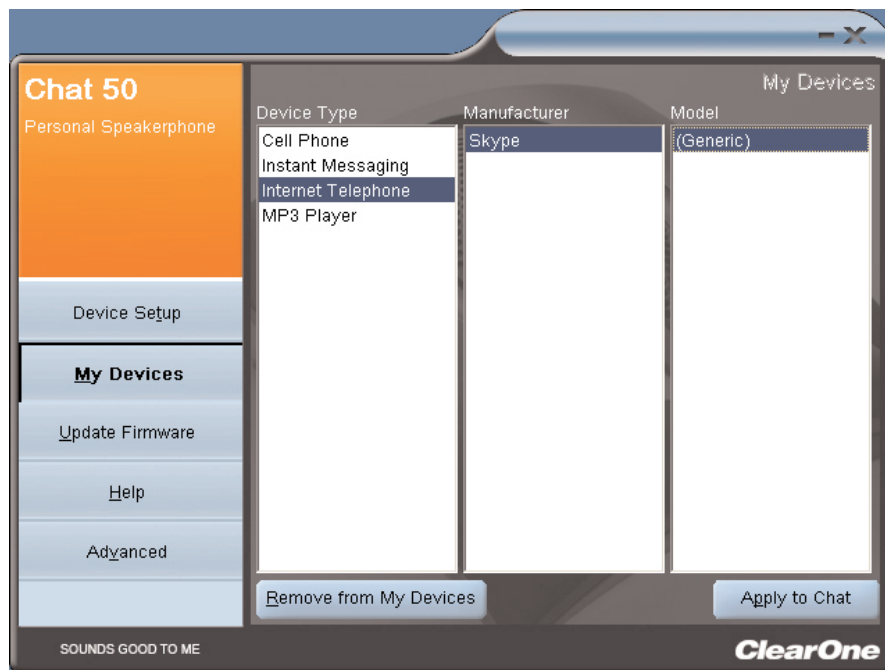 Chat 50
Personal Speakerphone
My Devices
Device Type
Manufacturer
Model
Cell Phone
Instant Messaging
Internet Telephone
MP3 Player
Skype
(Generic)
Device Setup
My Devices
Update Firmware
Help
Advanced
Remove from My Devices
Apply to Chat
SOUNDS GOOD TO ME
ClearOne